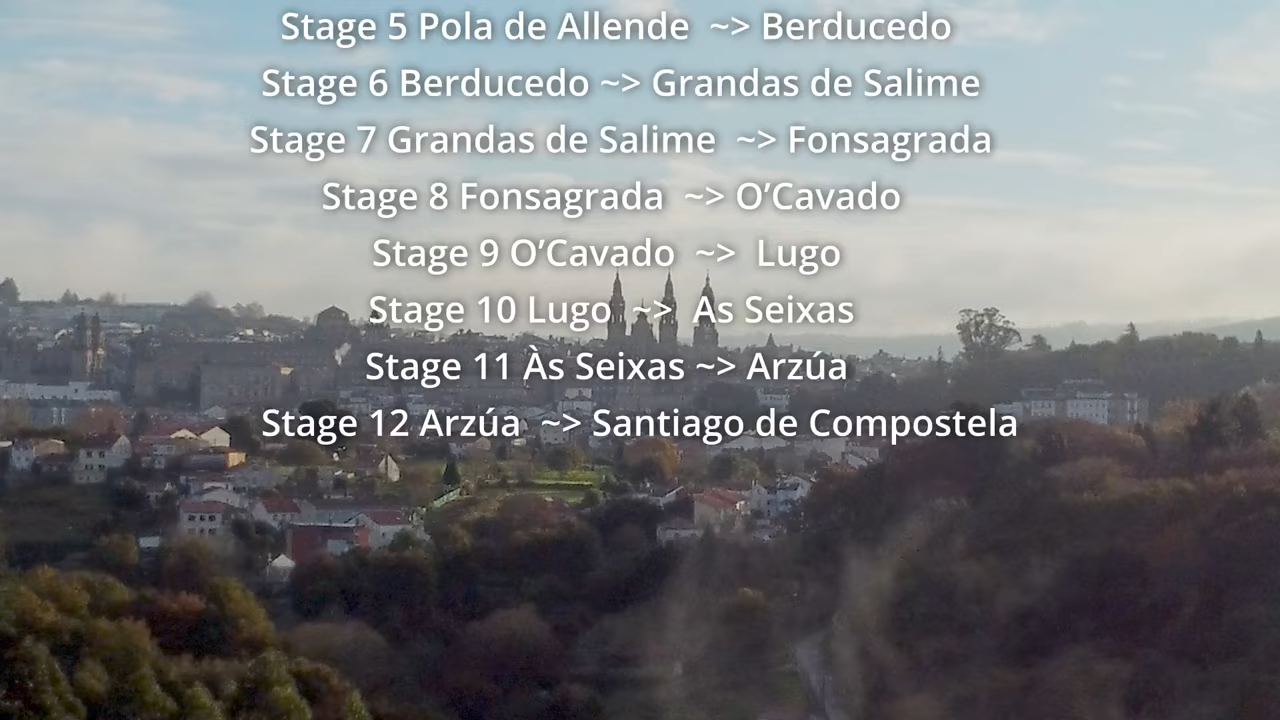 Stage 5 Pola de Allende ~> Berducedo
Stage 6 Berducedo ~> Grandas de Salime
Stage 7 Grandas de Salime ~> Fonsagrada
Stage 8 Fonsagrada ~> O’Cavado
Stage 9 O’Cavado ~> Lugo
Stage 10 Lugo ~> As Seixas
Stage 11 Às Seixas ~> Arzúa
Stage 12 Arzúa ~> Santiago de Compostela